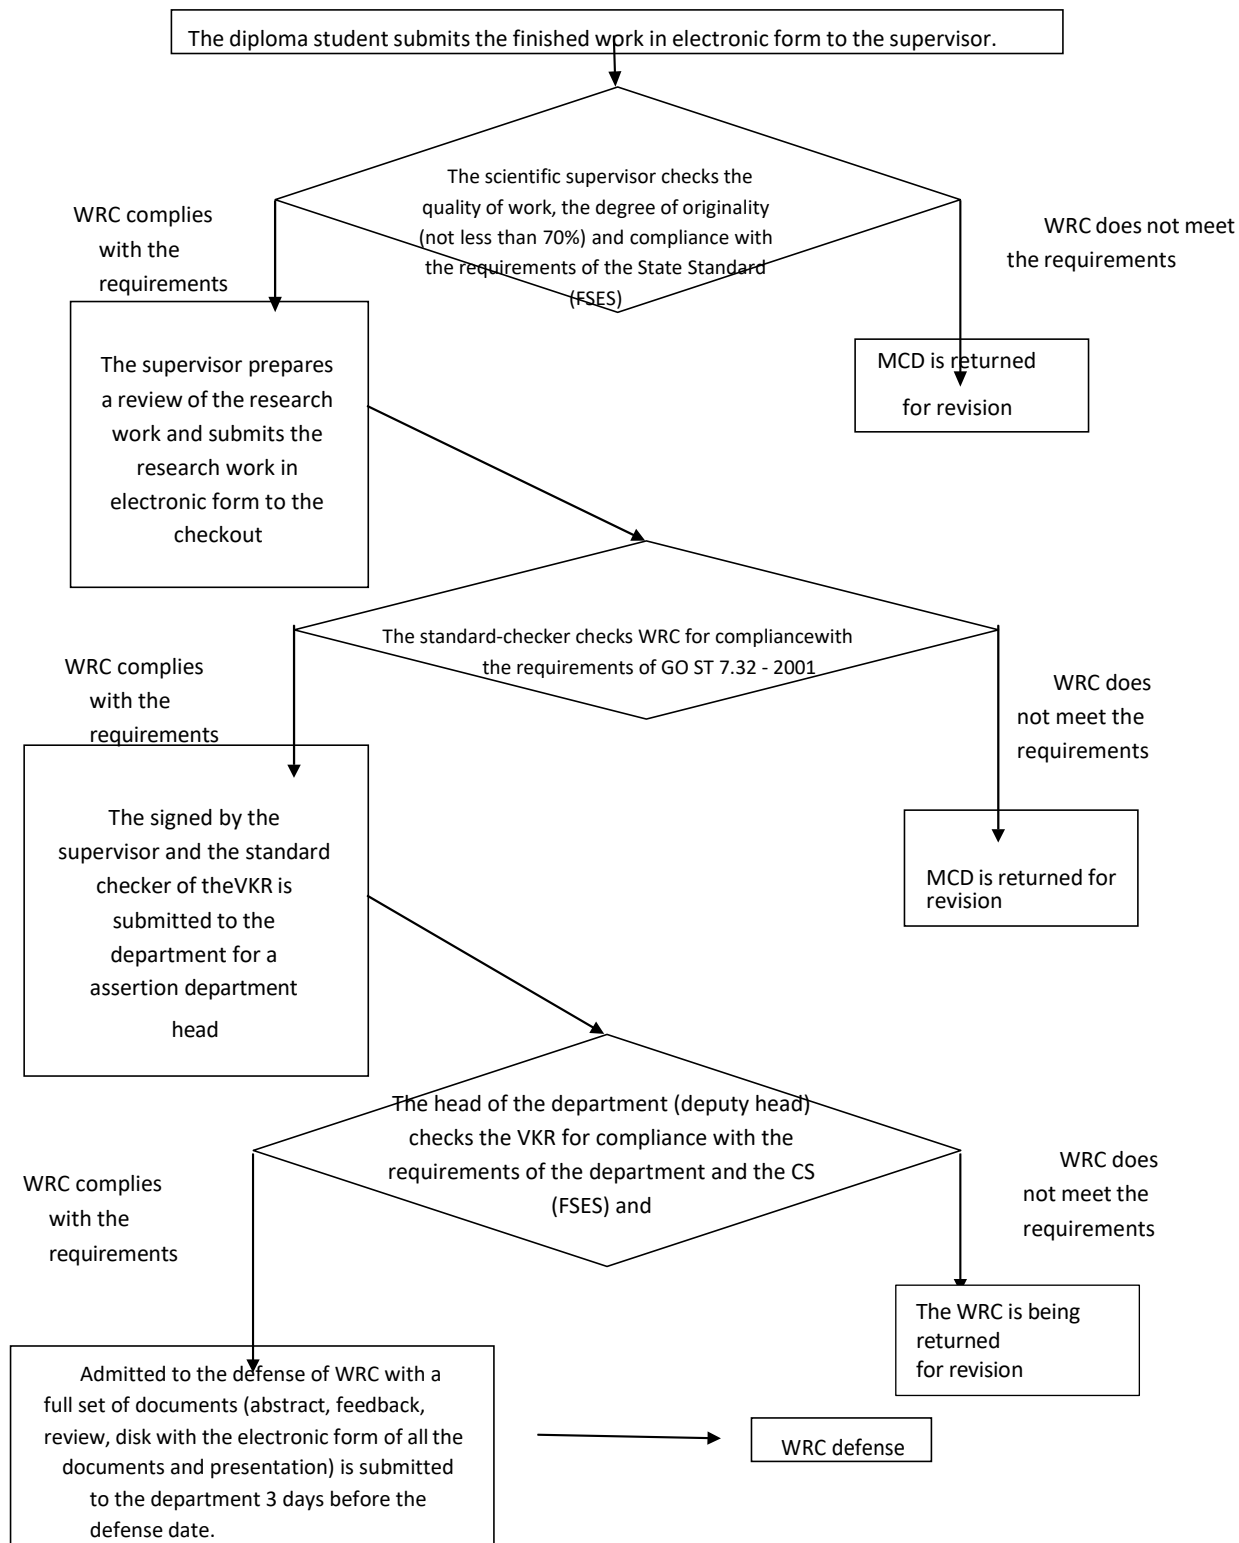 The diploma student submits the finished work in electronic form to the supervisor.
The scientific supervisor checks the
quality of work, the degree of originality
(not less than 70%) and compliance with
the requirements of the State Standard
(FSES)
WRC complies
with the
requirements
WRC does not meet
the requirements
The supervisor prepares
a review of the research
work and submits the
research work in
electronic form to the
checkout
MCD is returned
for revision
The standard-checker checks WRC for compliancewith
the requirements of GO ST 7.32 - 2001
WRC complies
with the
requirements
WRC does
not meet the
requirements
The signed by the
supervisor and the standard
checker of theVKR is
submitted to the
department for a
assertion department
head
MCD is returned for
revision
The head of the department (deputy head)
checks the VKR for compliance with the
requirements of the department and the CS
(FSES) and
WRC complies
with the
requirements
WRC does
not meet the
requirements
The WRC is being
returned
for revision
Admitted to the defense of WRC with a
full set of documents (abstract, feedback,
review, disk with the electronic form of all the
documents and presentation) is submitted
to the department 3 days before the
defense date.
WRC defense